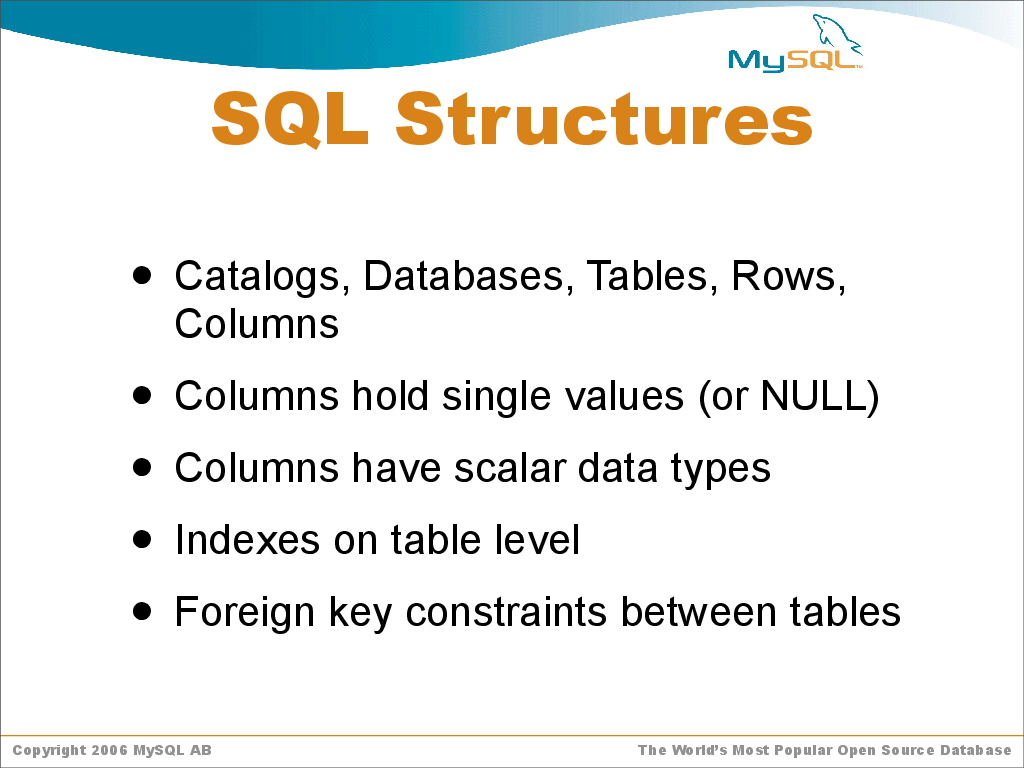 MySQL™
SQL Structures
• Catalogs, Databases, Tables, Rows,
Columns
• Columns hold single values (or NULL)
• Columns have scalar data types
• Indexes on table level
• Foreign key constraints between tables
Copyright 2006 MySQL AB
The World’s Most Popular Open Source Database